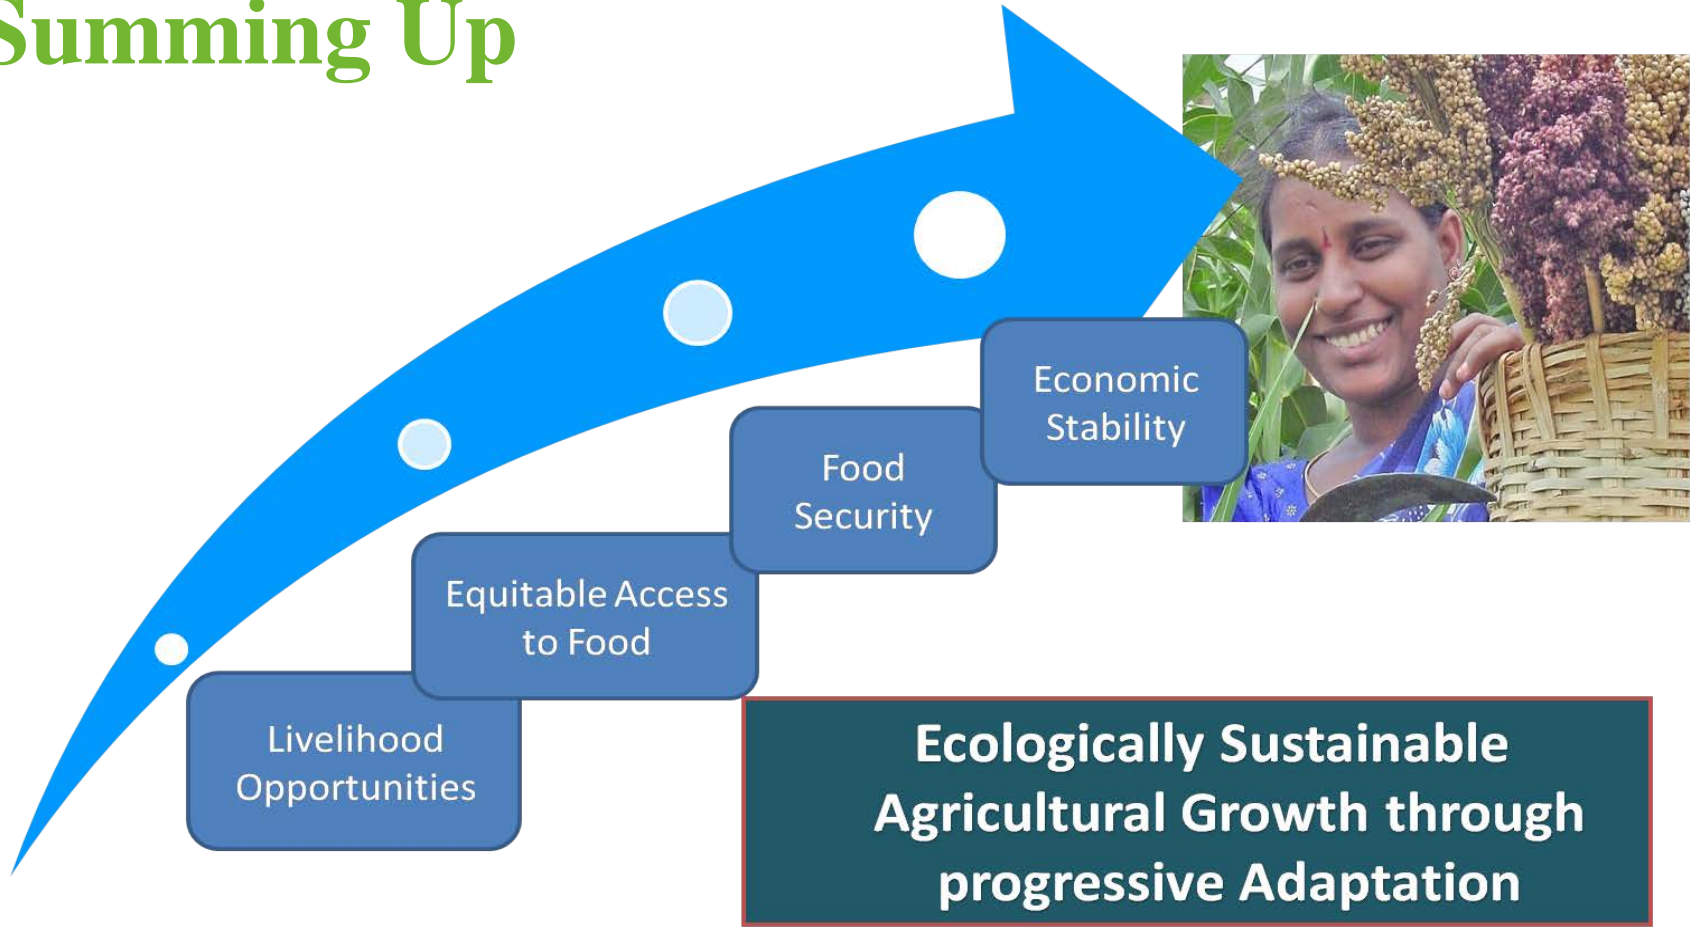 Summing Up
Economic
Stability
Food
Security
Equitable Access
to Food
Livelihood
Opportunities
Ecologically Sustainable
Agricultural Growth through
progressive Adaptation